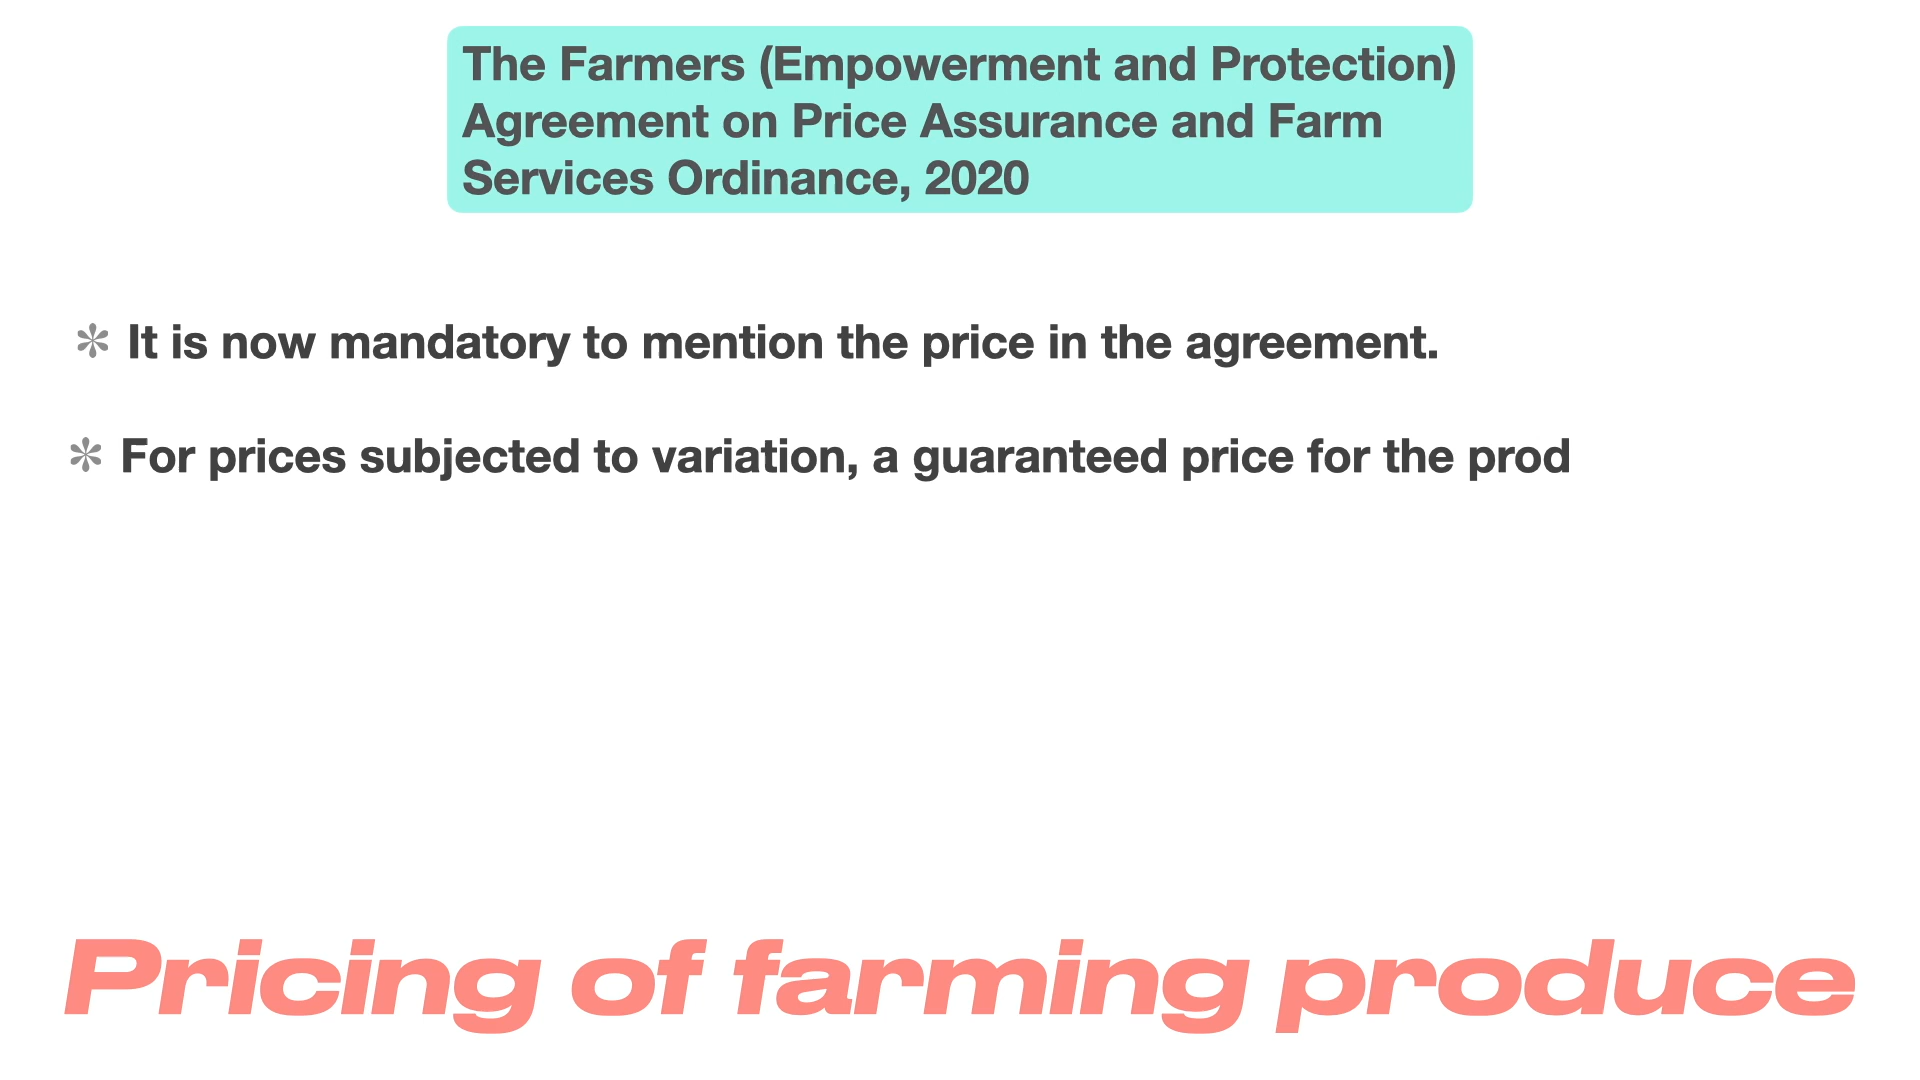 The Farmers (Empowerment and Protection)
Agreement on Price Assurance and Farm
Services Ordinance, 2020
✻ It is now mandatory to mention the price in the agreement.
✻ For prices subjected to variation, a guaranteed price for the prod
Pricing of farming produce